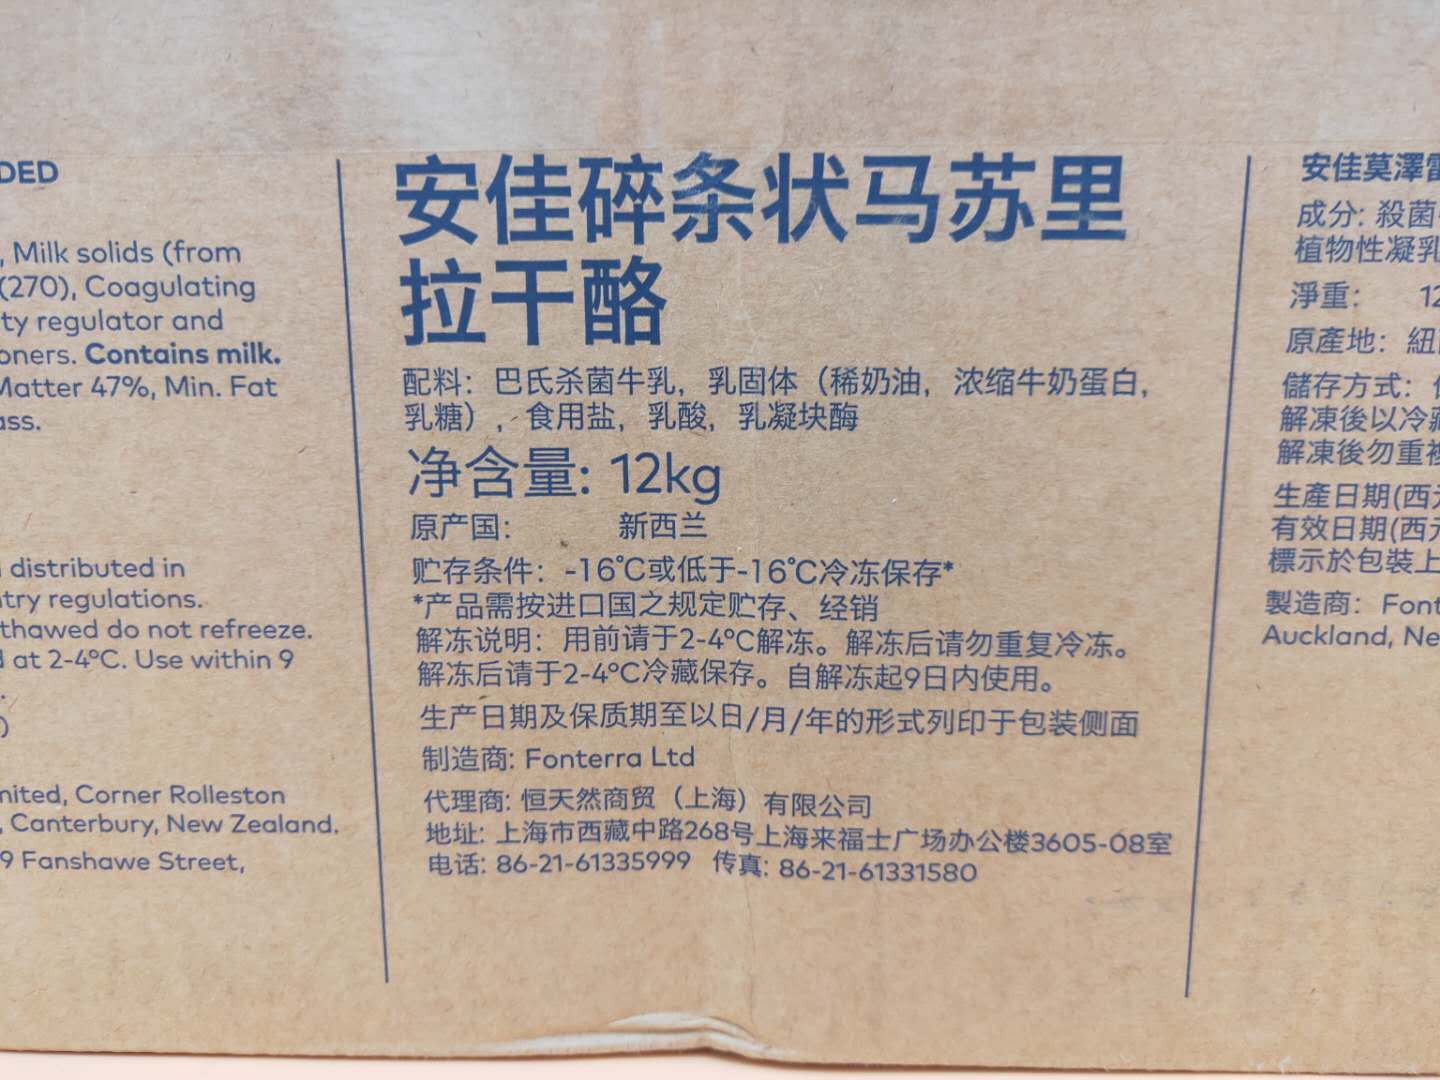 DED
, Milk solids (from
(270), Coagulating
ty regulator and
oners. Contains milk.
Matter 47%, Min. Fat
ass.
distributed in
try regulations.
thawed do not refreeze.
at 2-4°C. Use within 9
)
mited, Corner Rolleston
, Canterbury, New Zealand.
9 Fanshawe Street,
安佳碎条状马苏里
拉干酪
配料：巴氏杀菌牛乳，乳固体（稀奶油，浓缩牛奶蛋白，
乳糖），食用盐，乳酸，乳凝块酶
净含量: 12kg
原产国： 新西兰
贮存条件：-16℃或低于-16℃冷冻保存*
*产品需按进口国之规定贮存、经销
解冻说明：用前请于2-4°C解冻。解冻后请勿重复冷冻。
解冻后请于2-4°C冷藏保存。自解冻起9日内使用。
生产日期及保质期至以日/月/年的形式列印于包装侧面
制造商: Fonterra Ltd
代理商: 恒天然商贸（上海）有限公司
地址: 上海市西藏中路268号上海来福士广场办公楼3605-08室
电话: 86-21-61335999 传真: 86-21-61331580
安佳莫澤雷
成分: 殺菌
植物性凝乳
淨重： 12
原產地： 紐
儲存方式：
解凍後以冷藏
解凍後勿重複
生產日期(西元
有效日期(西元
標示於包裝上
製造商： Font
Auckland, Ne